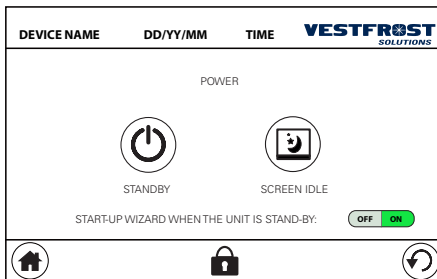 DEVICE NAME DD/YY/MM TIME VESTFROST
SOLUTIONS
POWER
STANDBY SCREEN IDLE
START-UP WIZARD WHEN THE UNIT IS STAND-BY: OFF ON